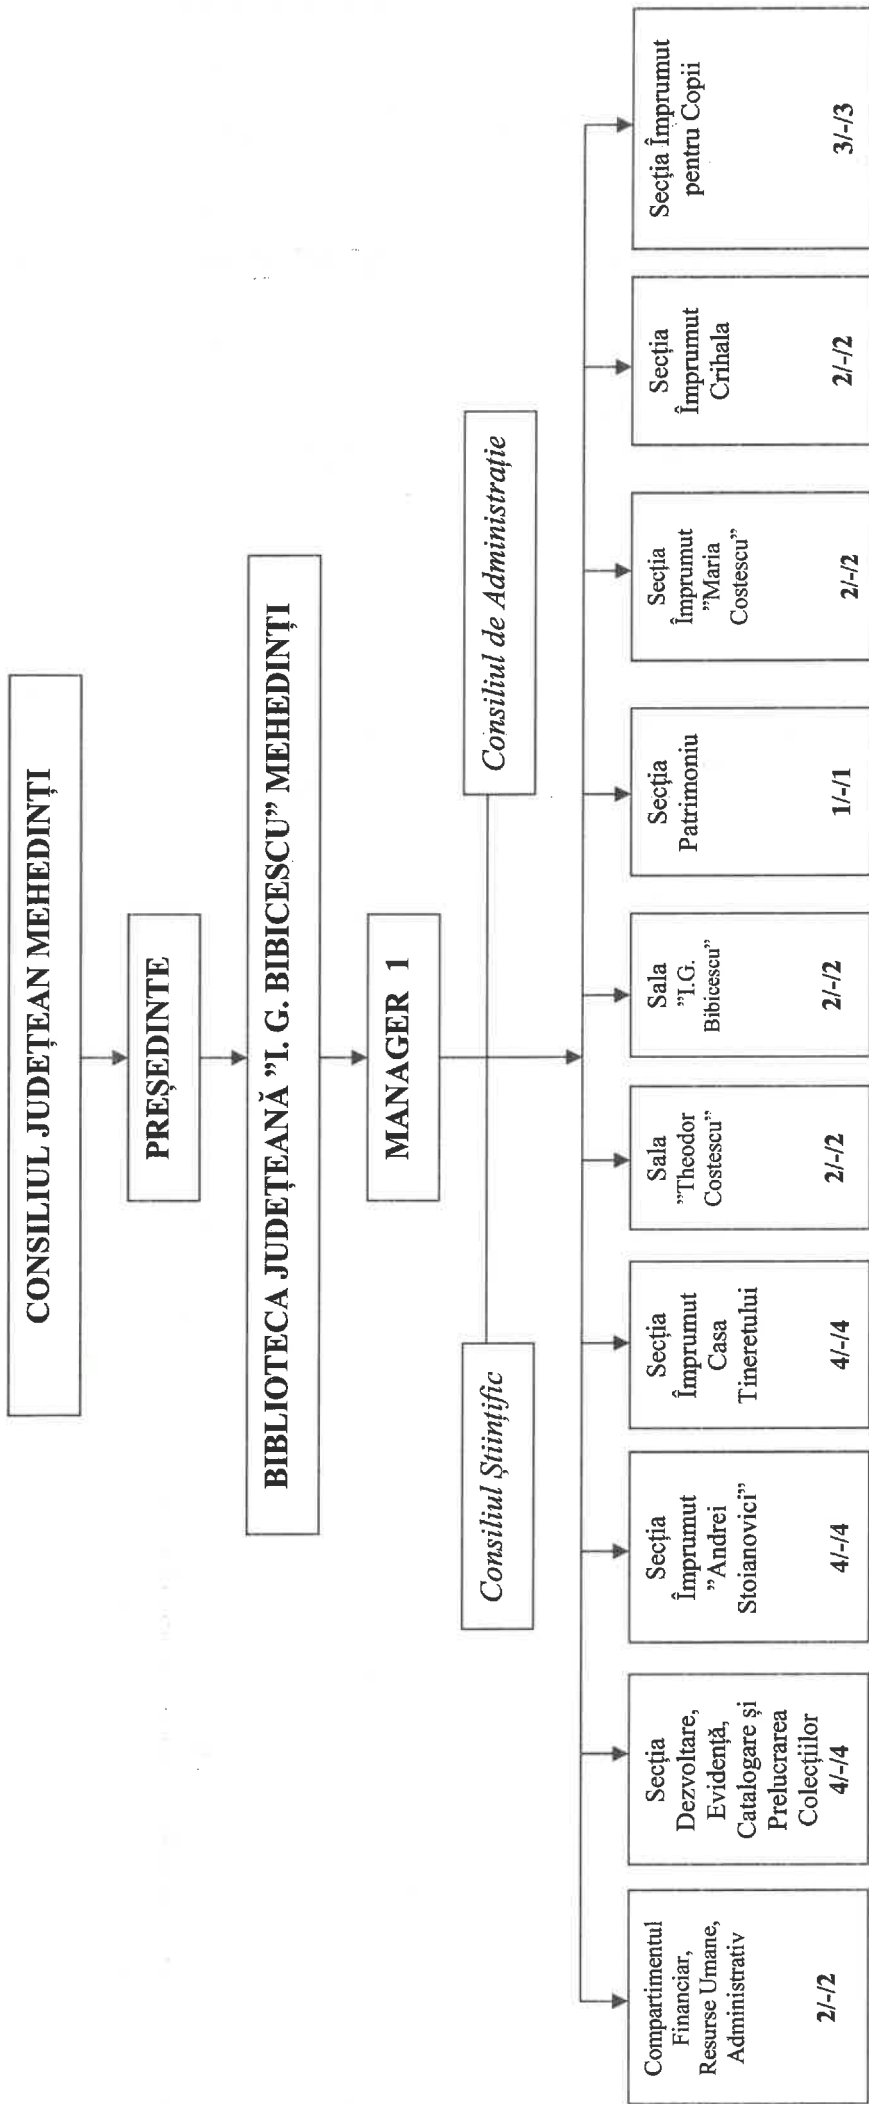 CONSILIUL JUDEȚEAN MEHEDINȚI
PREȘEDINTE
BIBLIOTECA JUDEȚEANĂ ”I. G. BIBICESCU” MEHEDINȚI
MANAGER 1
Consiliul Științific
Consiliul de Administrație
Compartimentul
Financiar,
Resurse Umane,
Administrativ
2/-/2
Secția
Dezvoltare,
Evidență,
Catalogare și
Prelucrarea
Colecțiilor
4/-/4
Secția
Împrumut
”Andrei
Stoianovici”
4/-/4
Secția
Împrumut
Casa
Tineretului
4/-/4
Sala
”Theodor
Costescu”
2/-/2
Sala
”I.G.
Bibicescu”
2/-/2
Secția
Patrimoniu
1/-/1
Secția
Împrumut
”Maria
Costescu”
2/-/2
Secția
Împrumut
Crihala
2/-/2
Secția Împrumut
pentru Copii
3/-/3